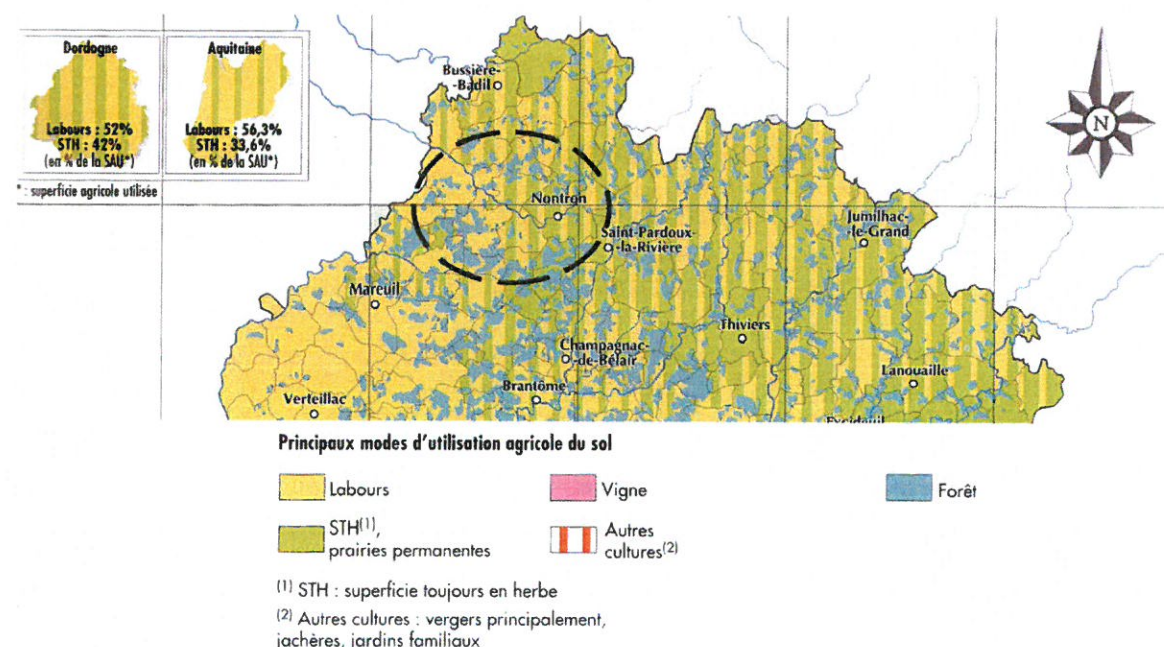 Dordogne
Labours : 52%
STH : 42%
(en % de la SAU*)
Aquitaine
Labours : 56,3%
STH : 33,6%
(en % de la SAU*)
* : superficie agricole utilisée
Bussière-
-Badil
N
Nontron
Saint-Pardoux-
-la-Rivière
Jumilhac-
-le-Grand
Mareuil
Thiviers
Champagnac-
-de-Bélair
Lanouaille
Brantôme
Verteillac
Excideuil
Principaux modes d'utilisation agricole du sol
Labours
Vigne
Forêt
STH(1),
prairies permanentes
Autres
cultures(2)
(1) STH : superficie toujours en herbe
(2) Autres cultures : vergers principalement,
jachères, jardins familiaux